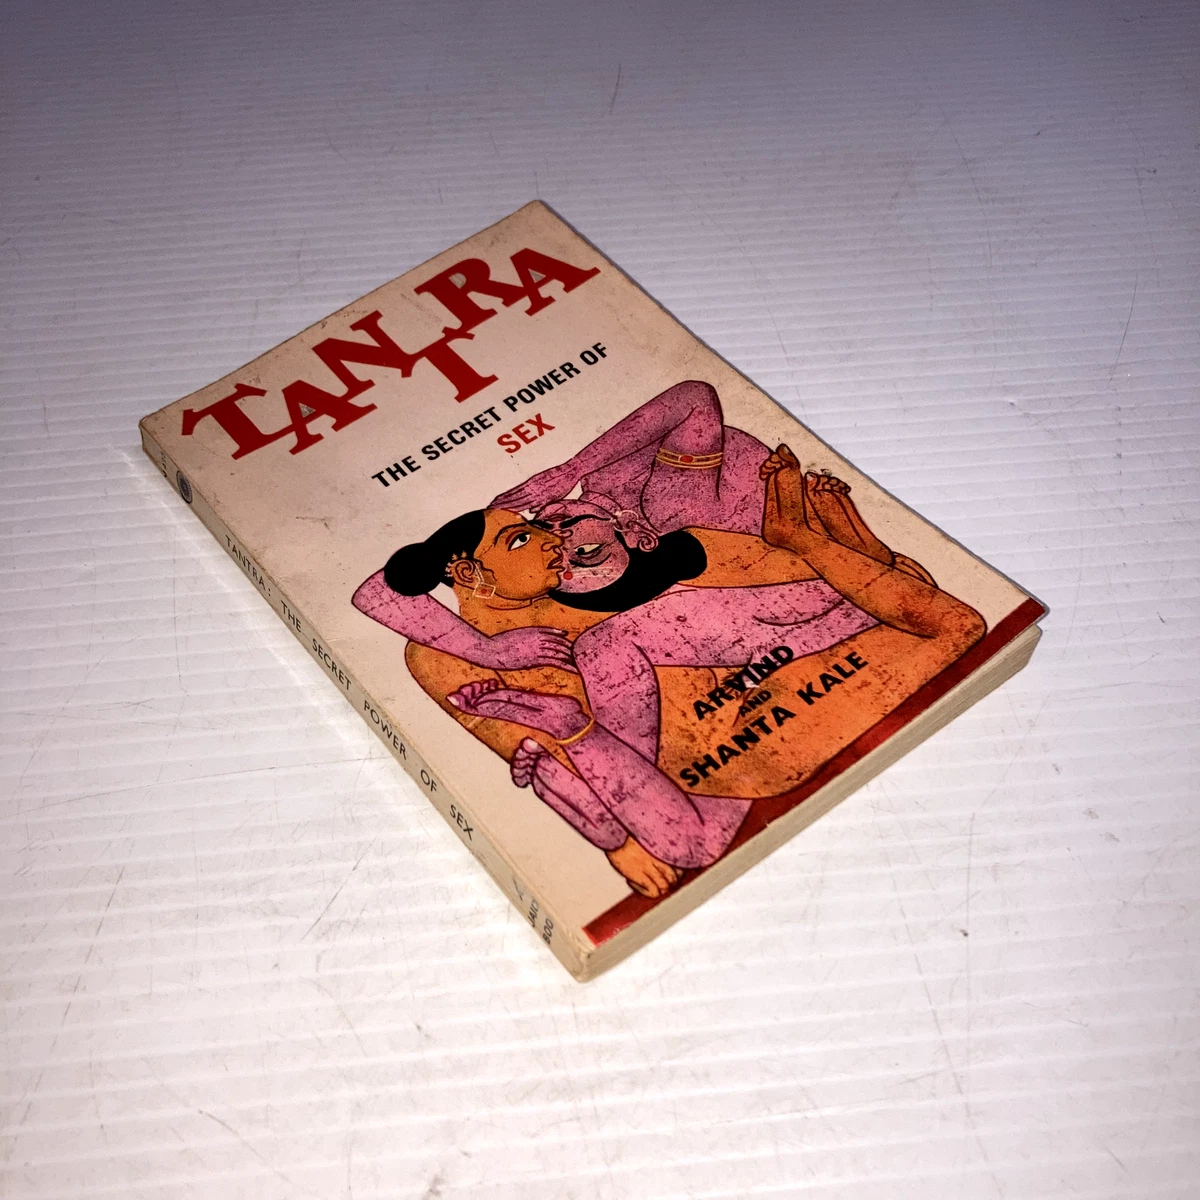 TANTRA
THE SECRET POWER OF
SEX
ARVIND
AND
SHANTA KALE
TANTRA: THE SECRET POWER OF SEX